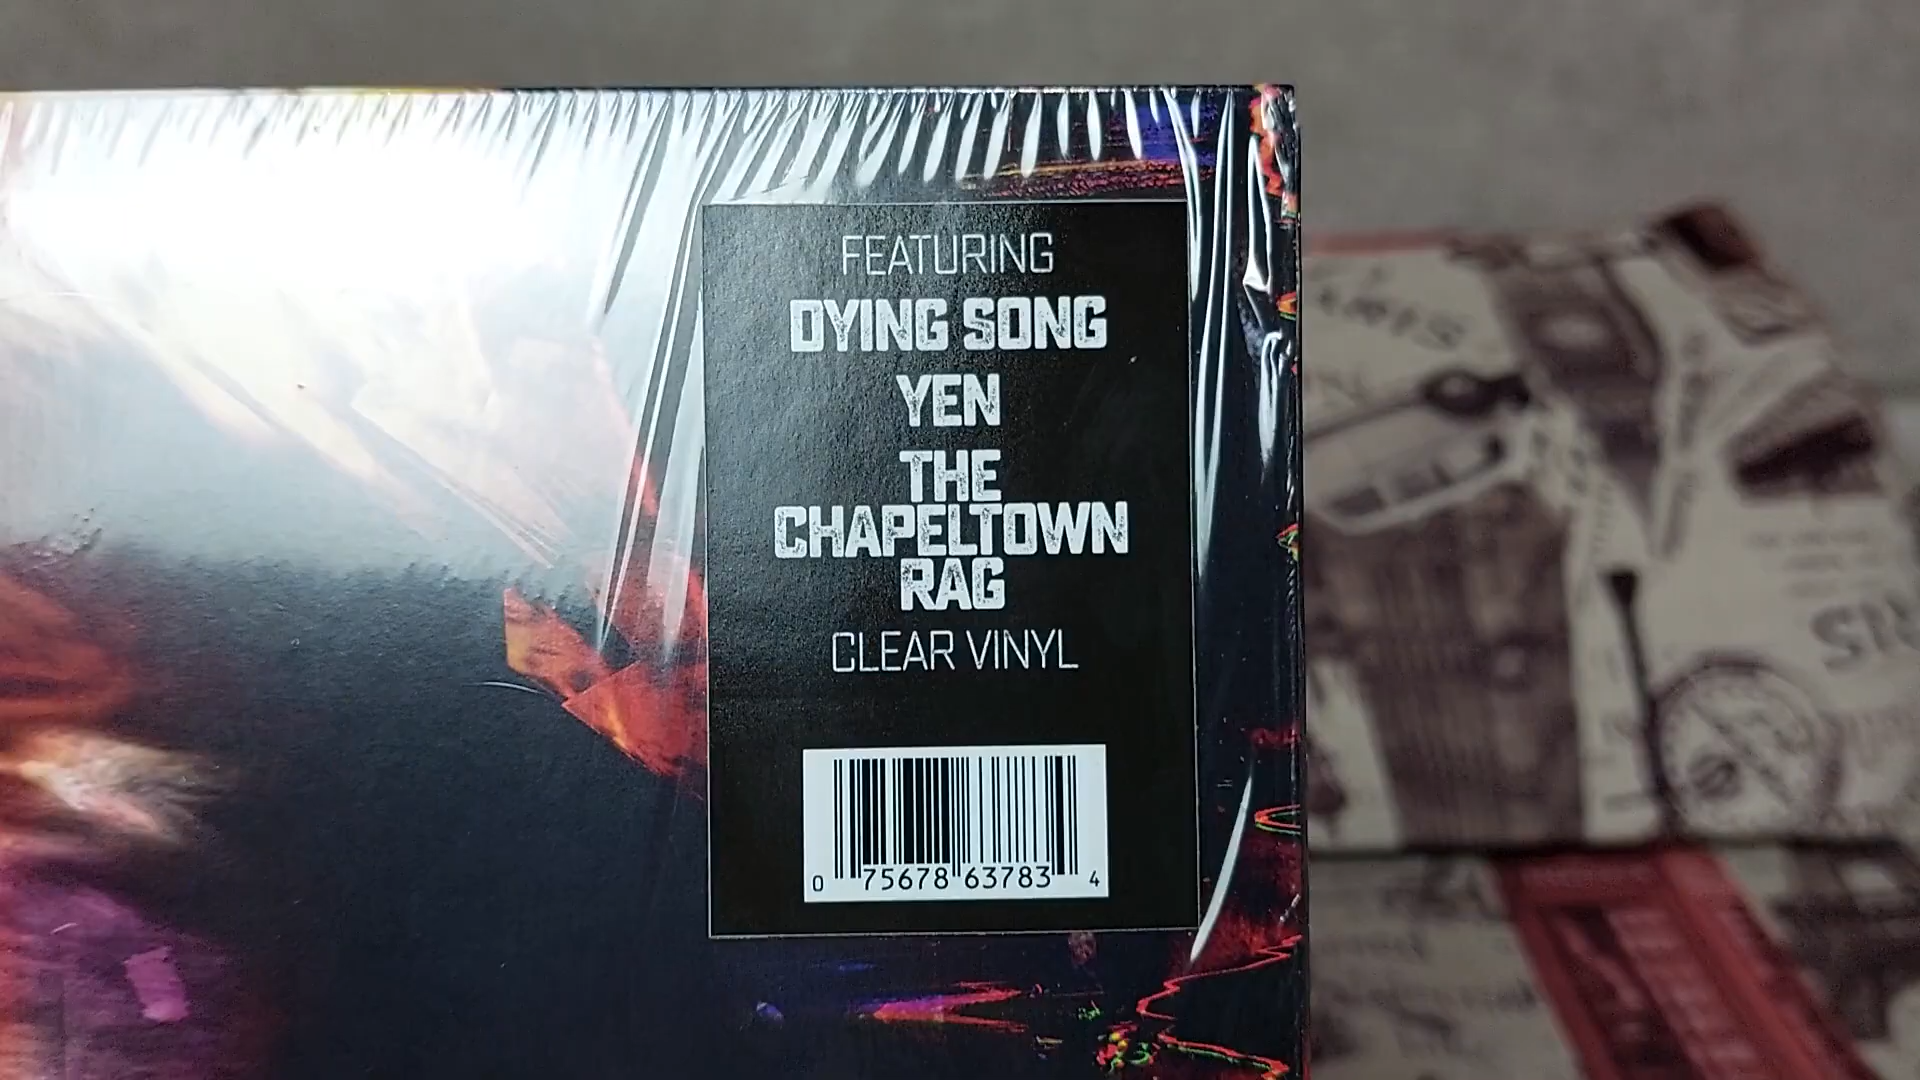 FEATURING
DYING SONG
YEN
THE
CHAPELTOWN
RAG
CLEAR VINYL
0 75678 63783 4